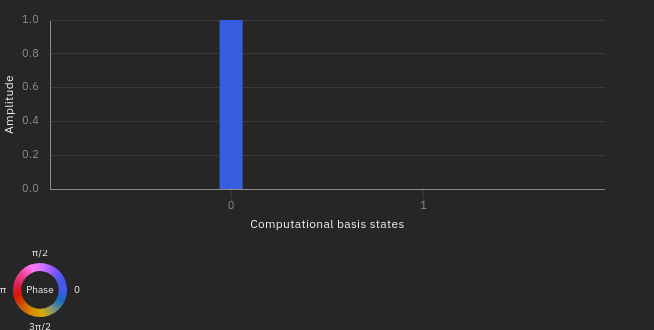 1.0
0.8
0.6
0.4
0.2
0.0
Amplitude
0 1
Computational basis states
π/2
π Phase 0
3π/2